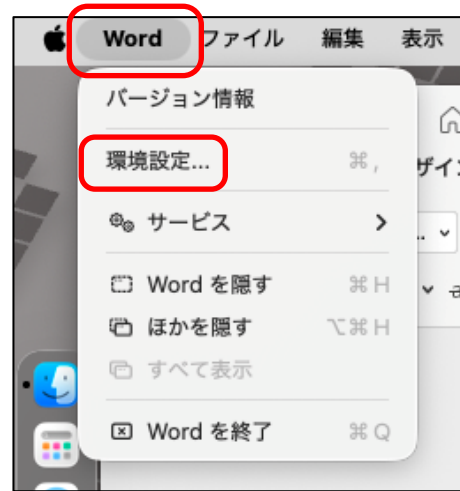 Word ファイル 編集 表示
バージョン情報
環境設定... ⌘ ,
サービス
Word を隠す ⌘ H
ほかを隠す ⌥ ⌘ H
すべて表示
Word を終了 ⌘ Q